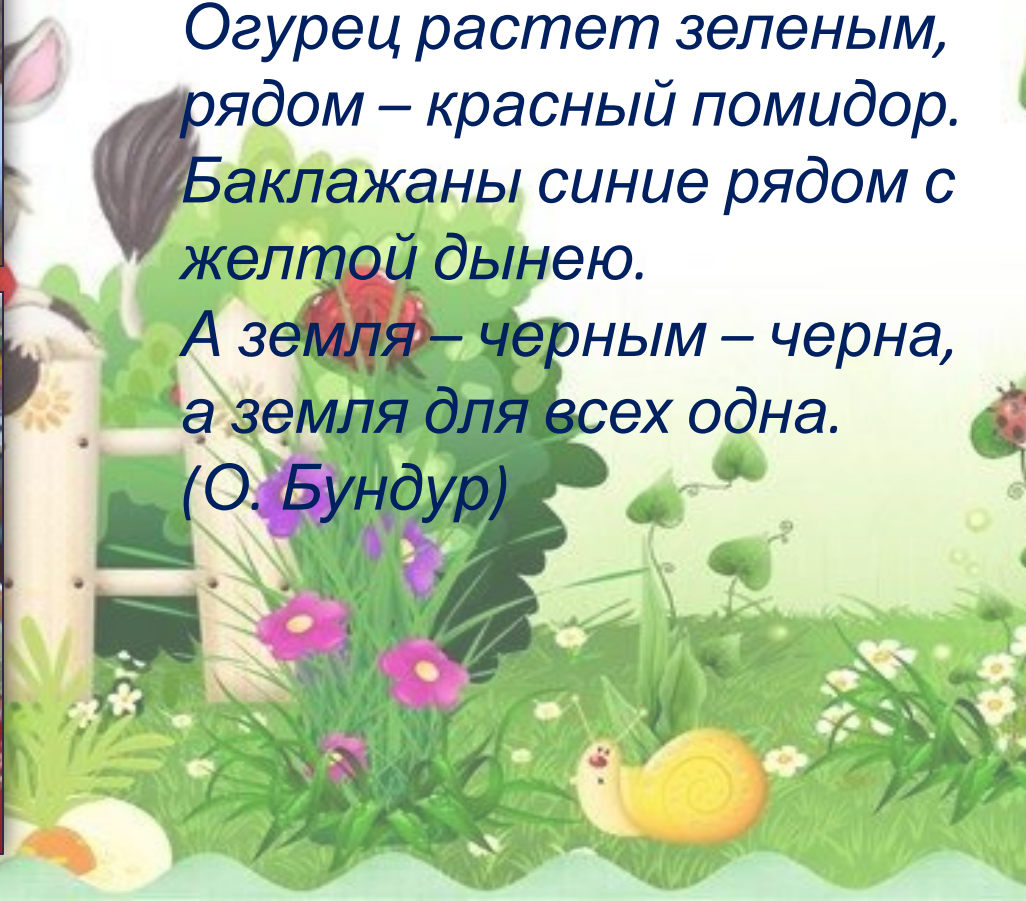 Огурец растет зеленым,
рядом – красный помидор.
Баклажаны синие рядом с
желтой дынею.
А земля – черным – черна,
а земля для всех одна.
(О. Бундур)